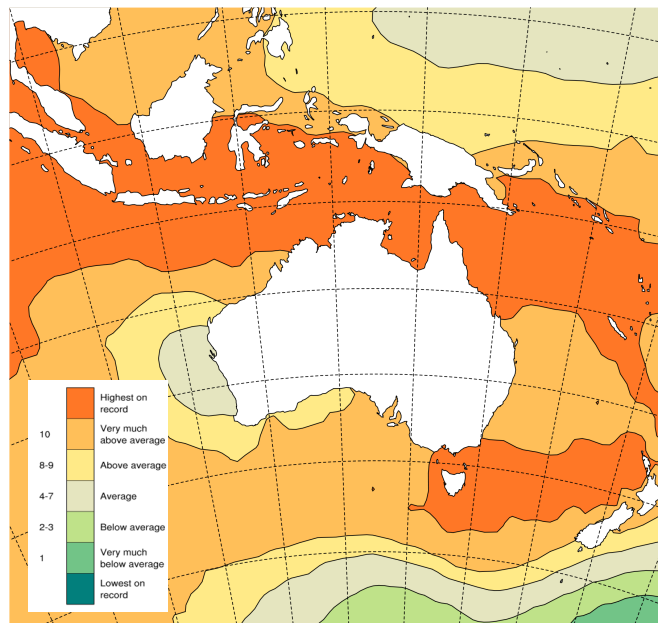 Highest on
record
10 Very much
above average
8-9 Above average
4-7 Average
2-3 Below average
1 Very much
below average
Lowest on
record